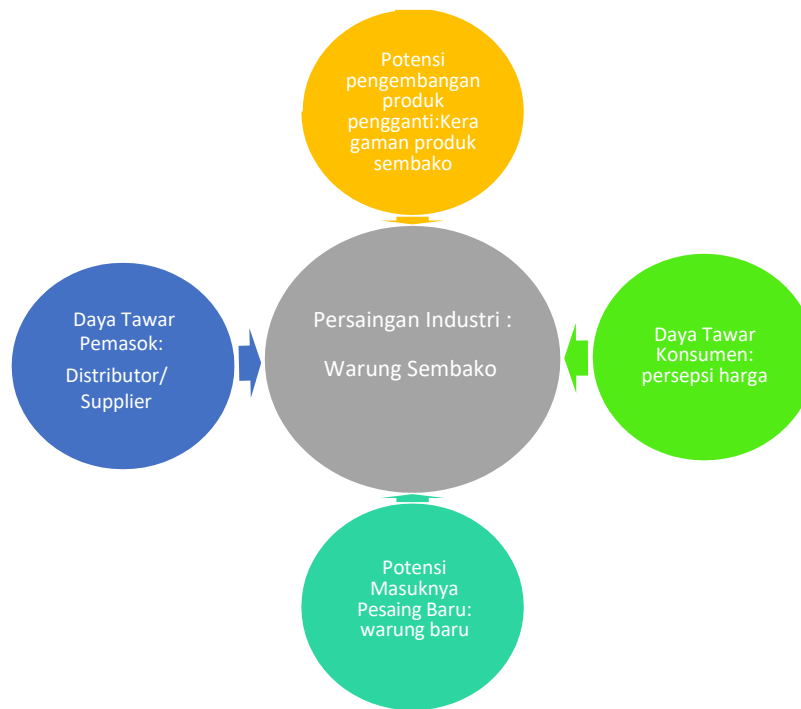 Potensi
pengembangan
produk
pengganti:Kera
gaman produk
sembako
Daya Tawar
Pemasok:
Distributor/
Supplier
Persaingan Industri :
Warung Sembako
Daya Tawar
Konsumen:
persepsi harga
Potensi
Masuknya
Pesaing Baru:
warung baru